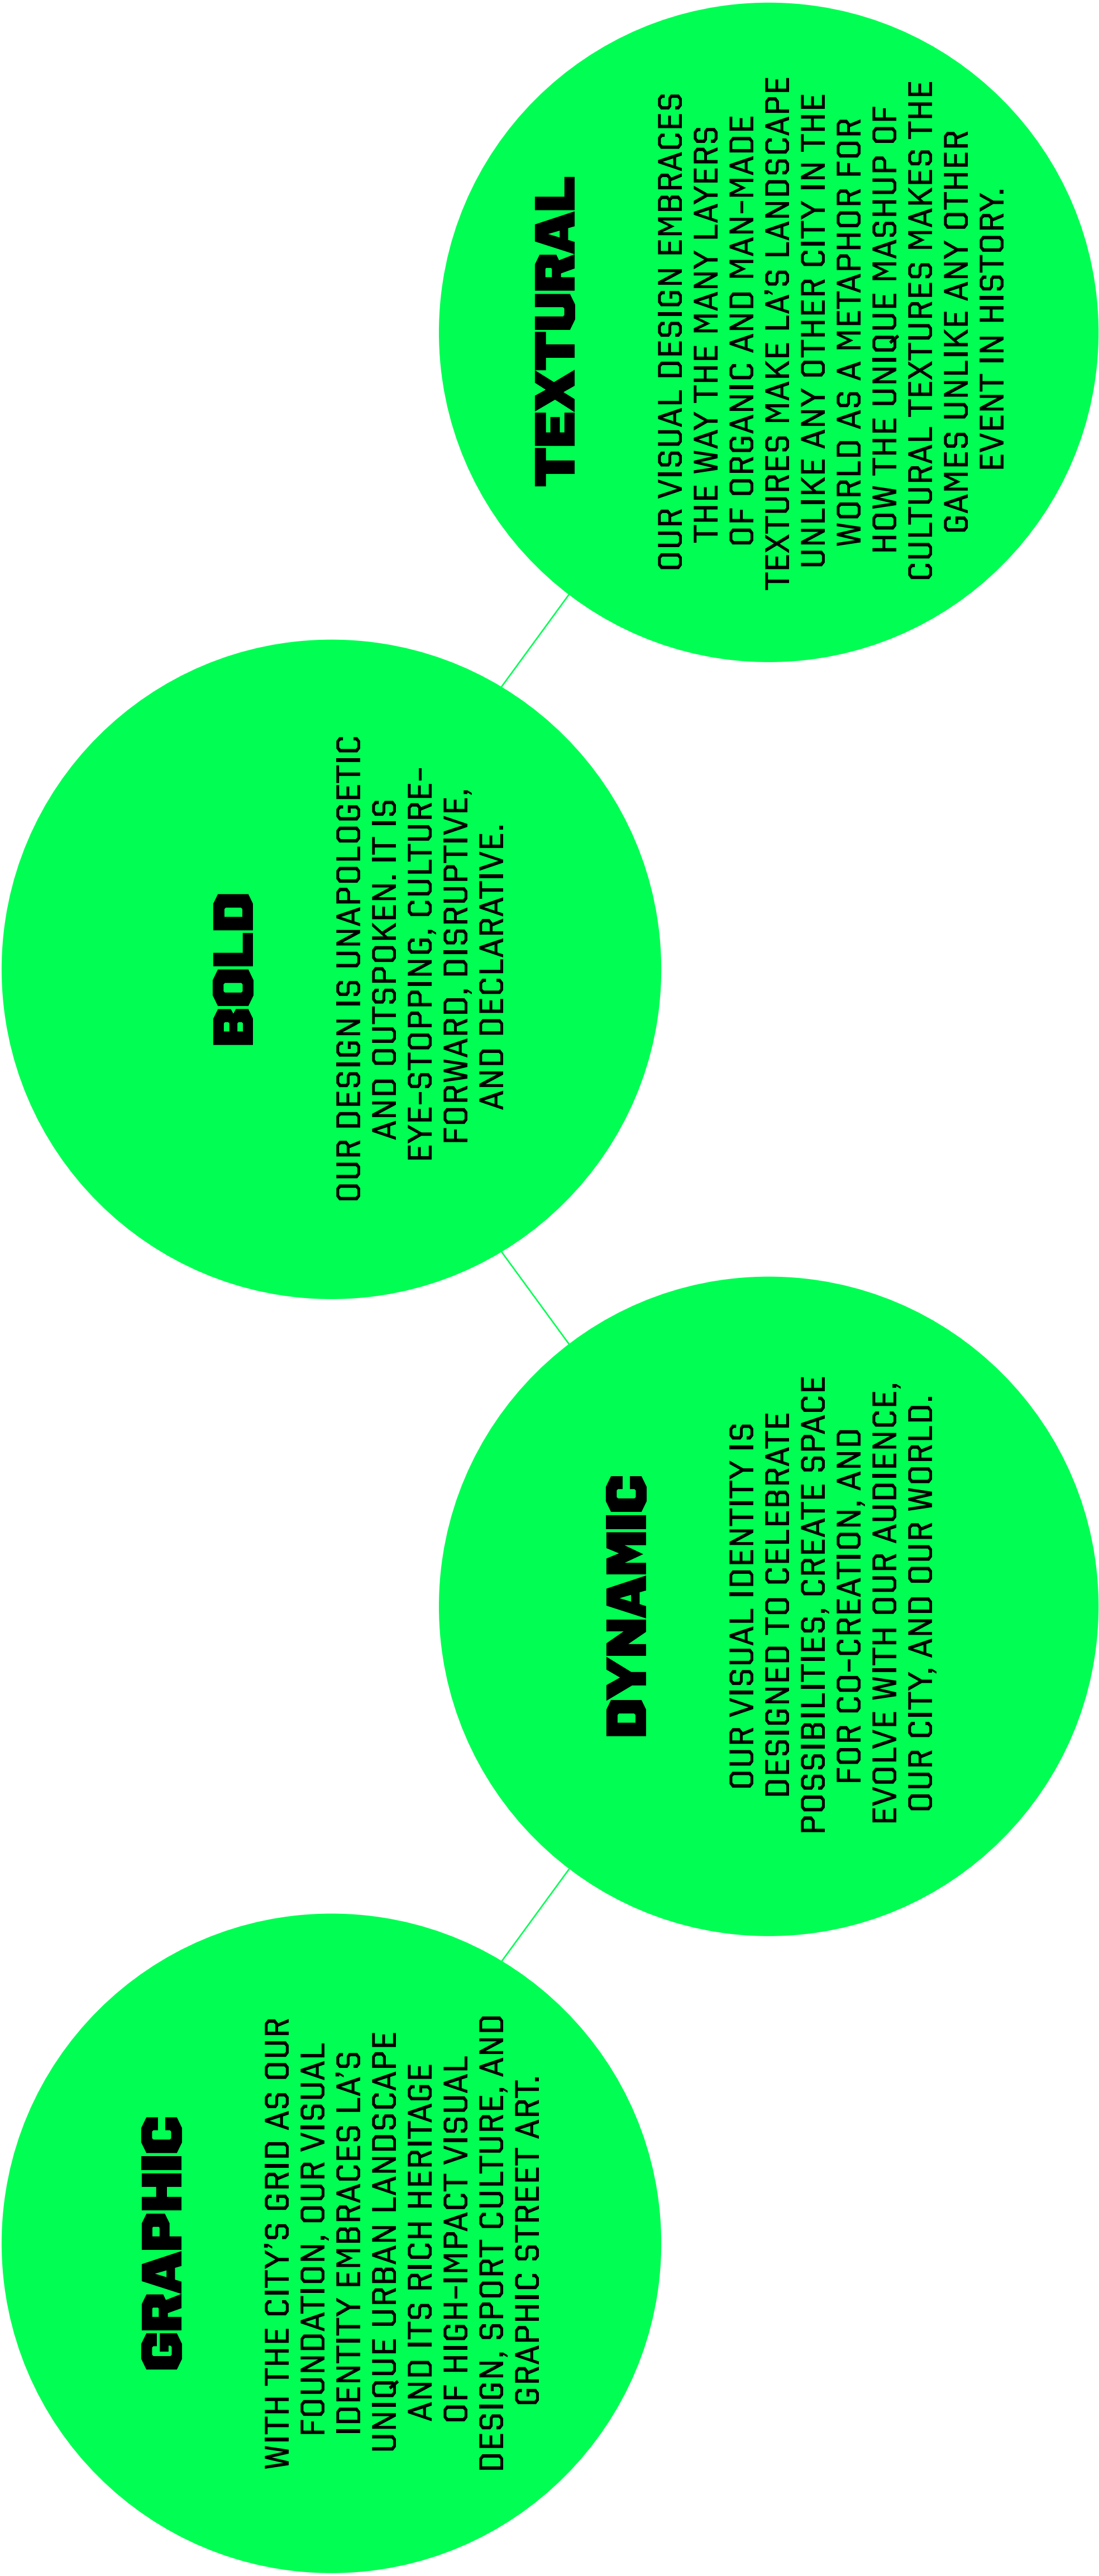 GRAPHIC
WITH THE CITY’S GRID AS OUR
FOUNDATION, OUR VISUAL
IDENTITY EMBRACES LA’S
UNIQUE URBAN LANDSCAPE
AND ITS RICH HERITAGE
OF HIGH-IMPACT VISUAL
DESIGN, SPORT CULTURE, AND
GRAPHIC STREET ART.
DYNAMIC
OUR VISUAL IDENTITY IS
DESIGNED TO CELEBRATE
POSSIBILITIES, CREATE SPACE
FOR CO-CREATION, AND
EVOLVE WITH OUR AUDIENCE,
OUR CITY, AND OUR WORLD.
BOLD
OUR DESIGN IS UNAPOLOGETIC
AND OUTSPOKEN. IT IS
EYE-STOPPING, CULTURE-
FORWARD, DISRUPTIVE,
AND DECLARATIVE.
TEXTURAL
OUR VISUAL DESIGN EMBRACES
THE WAY THE MANY LAYERS
OF ORGANIC AND MAN-MADE
TEXTURES MAKE LA’S LANDSCAPE
UNLIKE ANY OTHER CITY IN THE
WORLD AS A METAPHOR FOR
HOW THE UNIQUE MASHUP OF
CULTURAL TEXTURES MAKES THE
GAMES UNLIKE ANY OTHER
EVENT IN HISTORY.